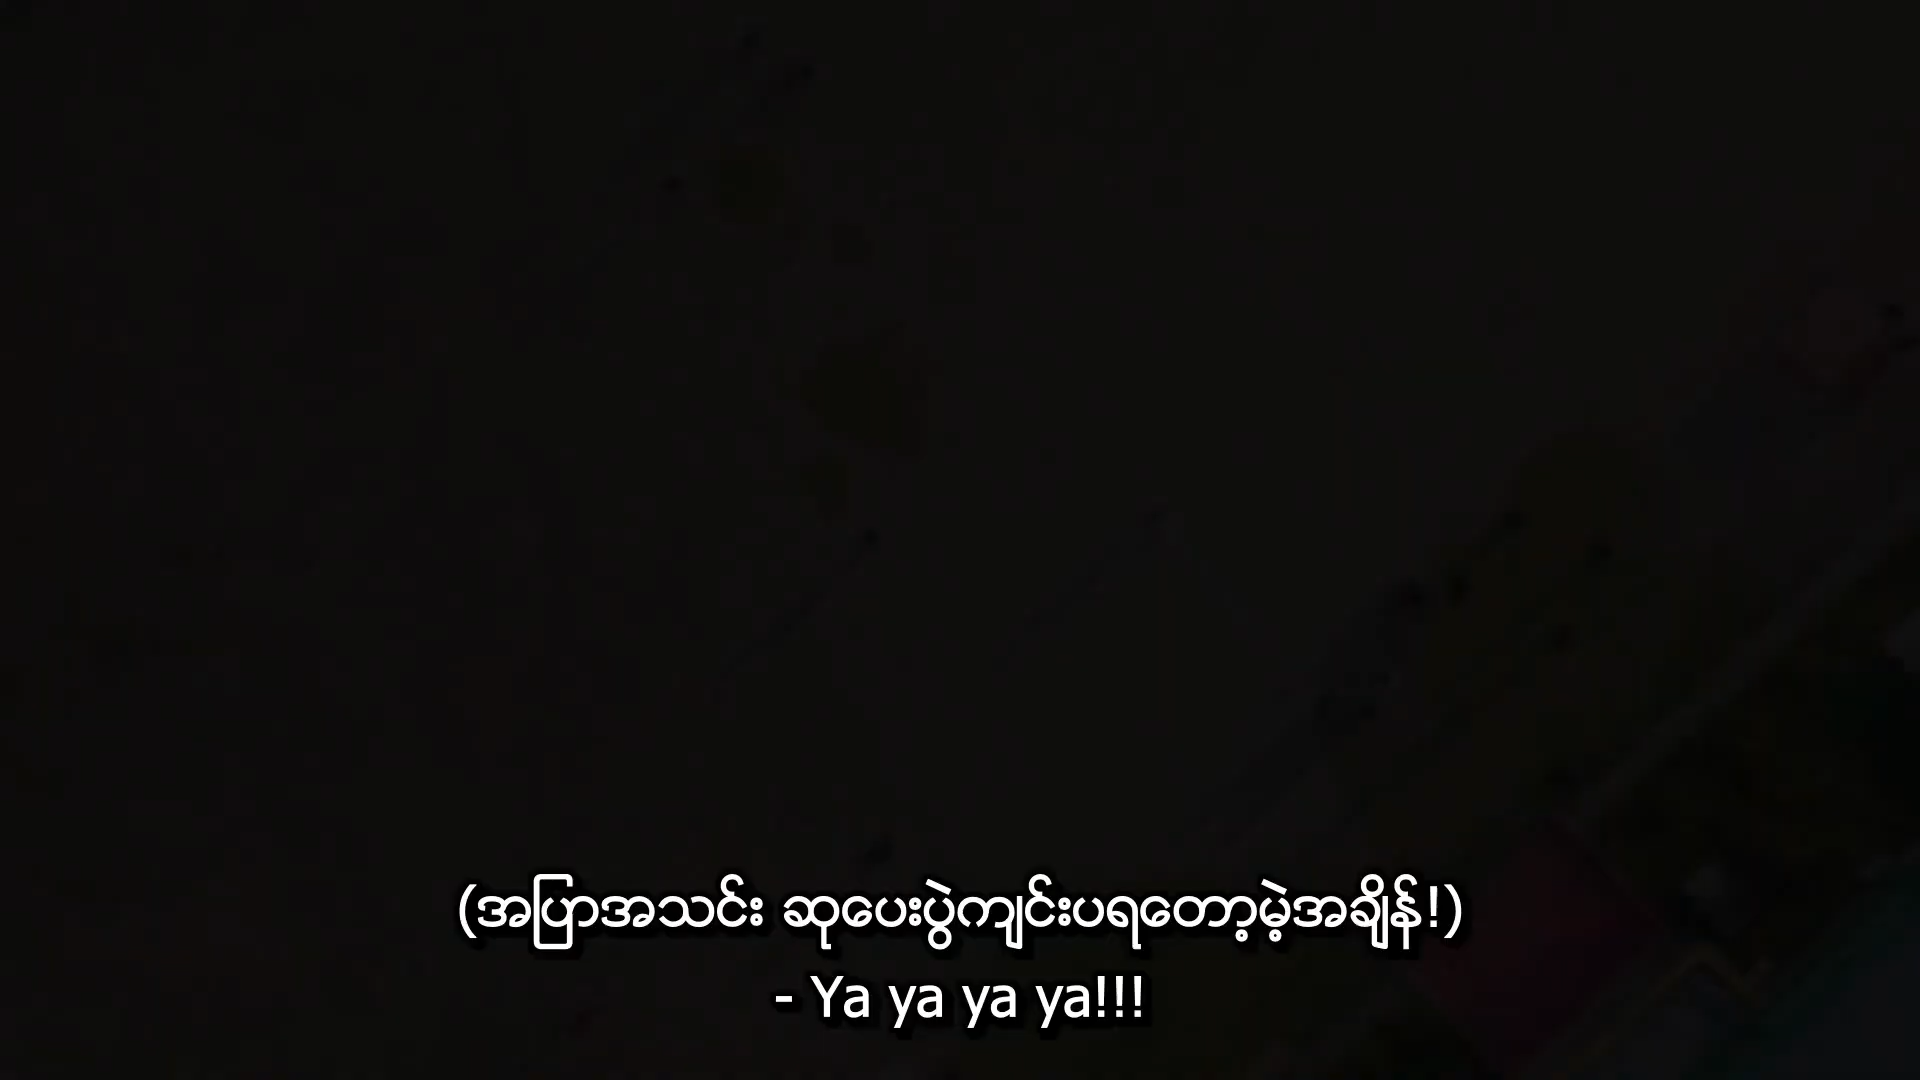 (အပြာအသင်း ဆုပေးပွဲကျင်းပရတော့မဲ့အချိန်!)
- Ya ya ya ya!!!